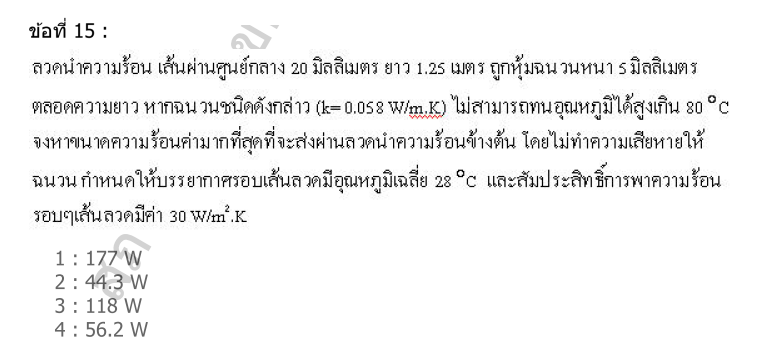 ข้อที่ 15 :
ลวดนำความร้อน เส้นผ่านศูนย์กลาง 20 มิลลิเมตร ยาว 1.25 เมตร ถูกหุ้มฉนวนหนา 5 มิลลิเมตร
ตลอดความยาว หากฉนวนชนิดดังกล่าว (k= 0.058 W/m.K) ไม่สามารถทนอุณหภูมิได้สูงเกิน 80 °C
จงหาขนาดความร้อนค่ามากที่สุดที่จะส่งผ่านลวดนำความร้อนข้างต้น โดยไม่ทำความเสียหายให้
ฉนวน กำหนดให้บรรยากาศรอบเส้นลวดมีอุณหภูมิเฉลี่ย 28 °C และสัมประสิทธิ์การพาความร้อน
รอบๆเส้นลวดมีค่า 30 W/m².K
1 : 177 W
2 : 44.3 W
3 : 118 W
4 : 56.2 W